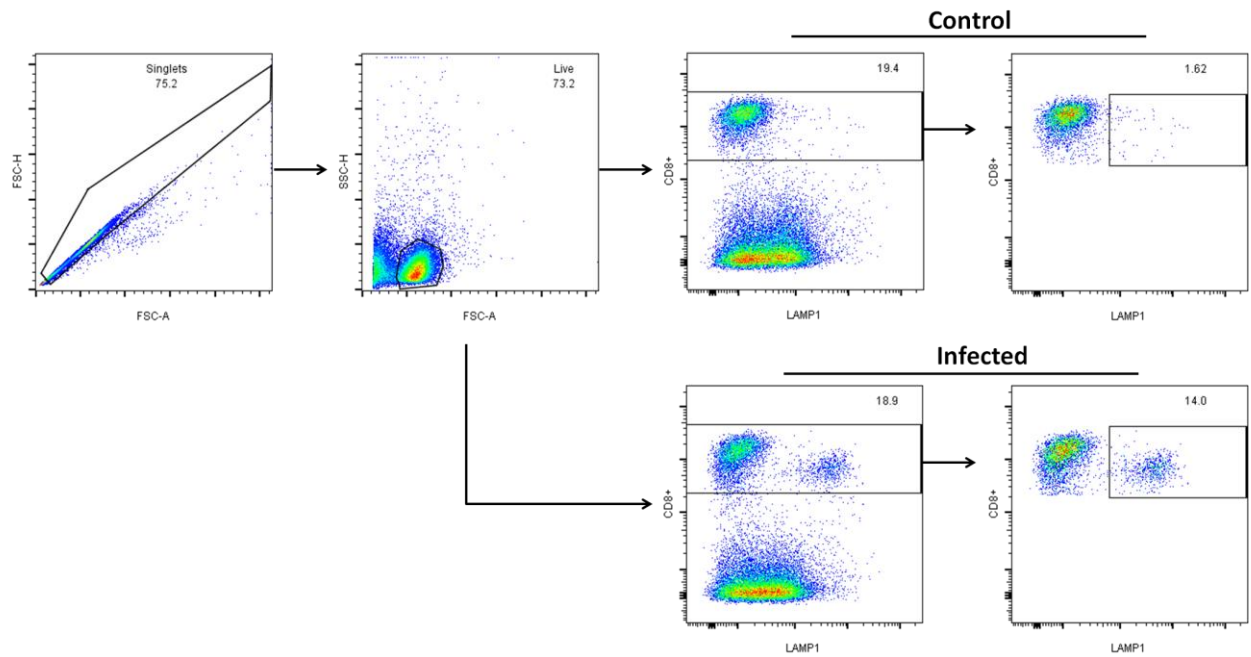 Control
Singlets
75.2
FSC-H
FSC-A
Live
73.2
SSC-H
FSC-A
19.4
CD8+
LAMP1
1.62
CD8+
LAMP1
Infected
18.9
CD8+
LAMP1
14.0
CD8+
LAMP1